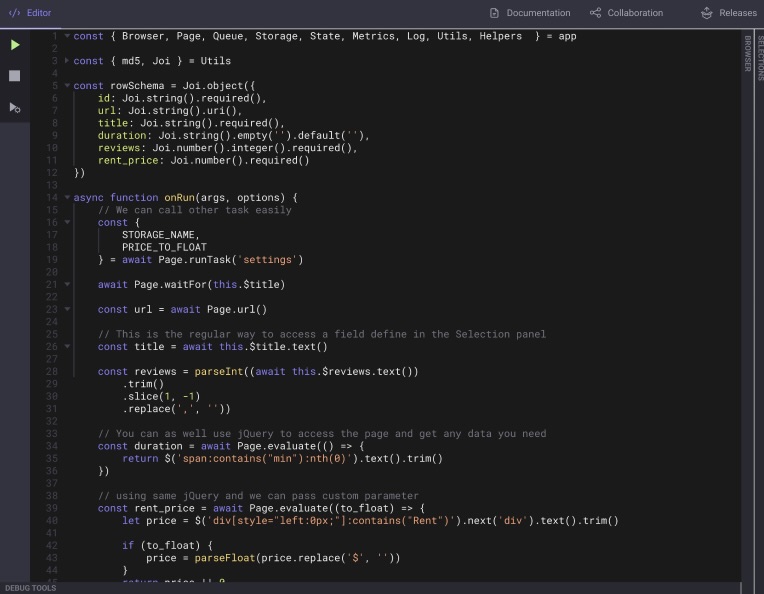 </> Editor
Documentation
Collaboration
Releases
BROWSER
SELECTIONS
1 const { Browser, Page, Queue, Storage, State, Metrics, Log, Utils, Helpers  } = app
2
3 const { md5, Joi } = Utils
4
5 const rowSchema = Joi.object({
6     id: Joi.string().required(),
7     url: Joi.string().uri(),
8     title: Joi.string().required(),
9     duration: Joi.string().empty('').default(''),
10     reviews: Joi.number().integer().required(),
11     rent_price: Joi.number().required()
12 })
13
14 async function onRun(args, options) {
15     // We can call other task easily
16     const {
17         STORAGE_NAME,
18         PRICE_TO_FLOAT
19     } = await Page.runTask('settings')
20
21     await Page.waitFor(this.$title)
22
23     const url = await Page.url()
24
25     // This is the regular way to access a field define in the Selection panel
26     const title = await this.$title.text()
27
28     const reviews = parseInt((await this.$reviews.text())
29         .trim()
30         .slice(1, -1)
31         .replace(',', ''))
32
33     // You can as well use jQuery to access the page and get any data you need
34     const duration = await Page.evaluate(() => {
35         return $('span:contains("min"):nth(0)').text().trim()
36     })
37
38     // using same jQuery and we can pass custom parameter
39     const rent_price = await Page.evaluate((to_float) => {
40         let price = $('div[style="left:0px;"]:contains("Rent")').next('div').text().trim()
41
42         if (to_float) {
43             price = parseFloat(price.replace('$', ''))
44         }
45         return price || 0
DEBUG TOOLS